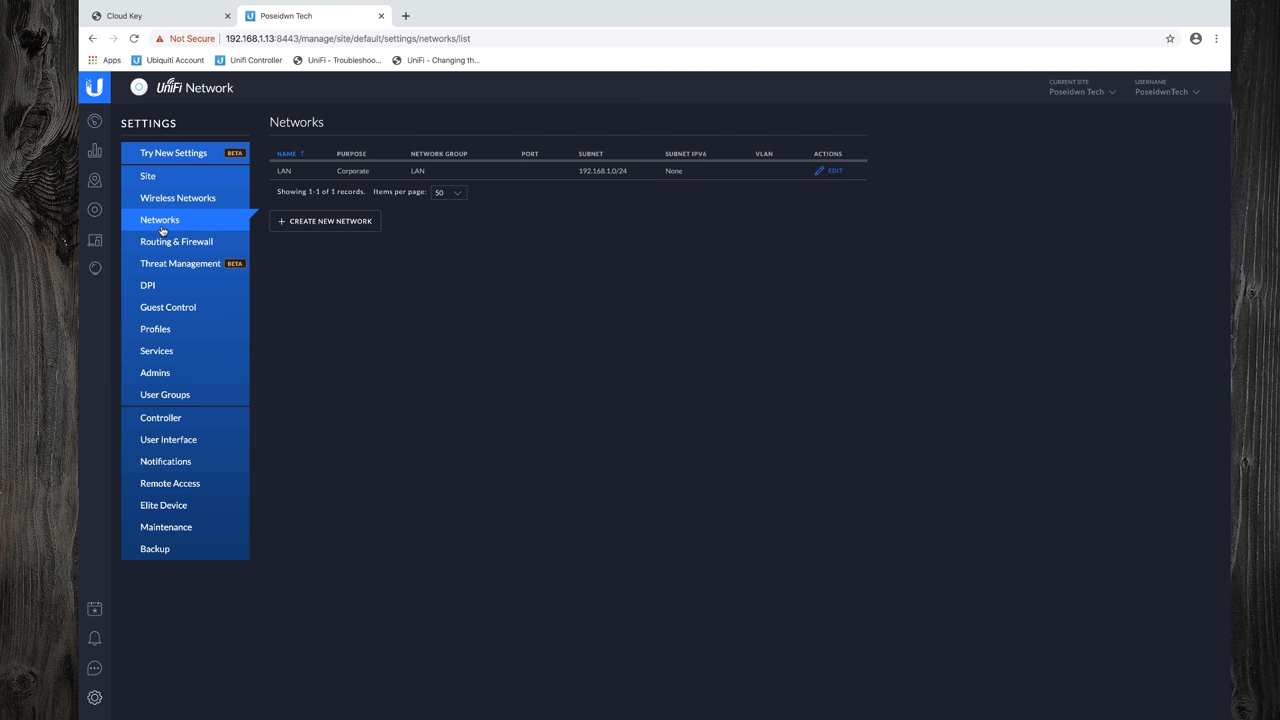 Cloud Key
Poseidwn Tech
Not Secure 192.168.1.13:8443/manage/site/default/settings/networks/list
Apps Ubiquiti Account Unifi Controller UniFi - Troubleshoo... UniFi - Changing th...
U UniFi Network
CURRENT SITE
Poseidwn Tech
USERNAME
PoseidwnTech
SETTINGS
Try New Settings BETA
Site
Wireless Networks
Networks
Routing & Firewall
Threat Management BETA
DPI
Guest Control
Profiles
Services
Admins
User Groups
Controller
User Interface
Notifications
Remote Access
Elite Device
Maintenance
Backup
Networks
NAME ↑ PURPOSE NETWORK GROUP PORT SUBNET SUBNET IPV6 VLAN ACTIONS
LAN Corporate LAN 192.168.1.0/24 None EDIT
Showing 1-1 of 1 records. Items per page: 50
+ CREATE NEW NETWORK